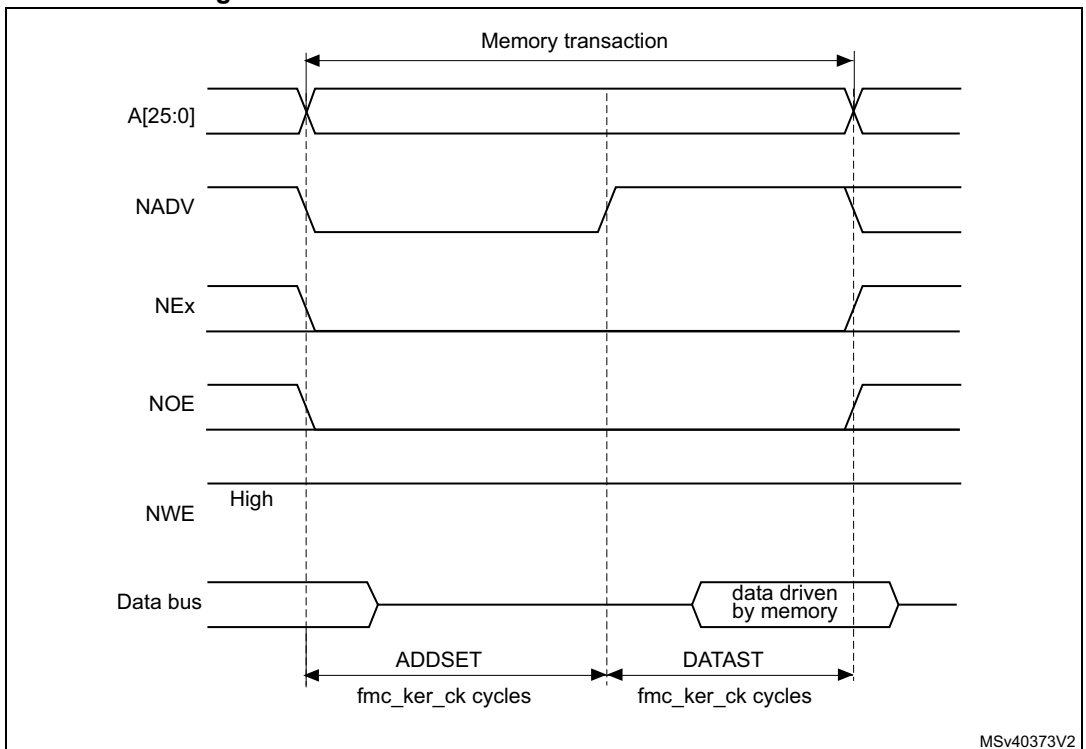 Memory transaction
A[25:0]
NADV
NEx
NOE
High
NWE
Data bus
data driven
by memory
ADDSET
DATAST
fmc_ker_ck cycles
fmc_ker_ck cycles
MSv40373V2